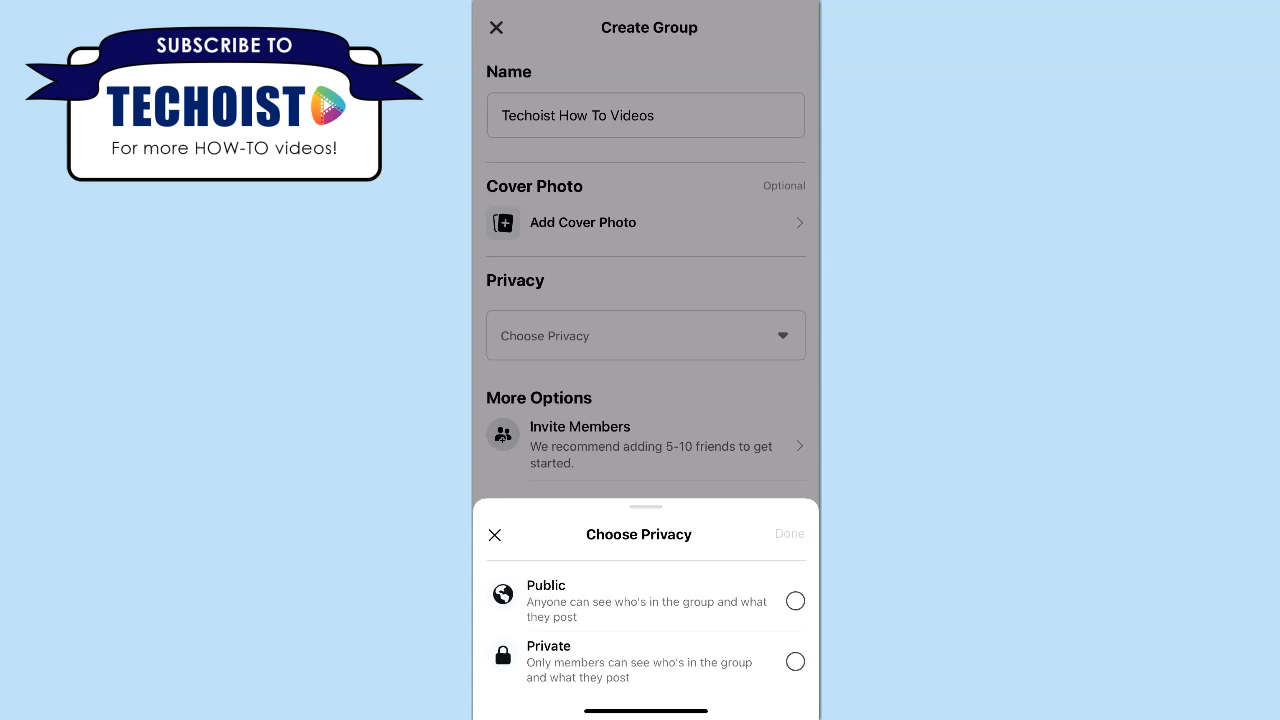 SUBSCRIBE TO
TECHOIST
For more HOW-TO videos!
Create Group
Name
Techoist How To Videos
Cover Photo
Optional
Add Cover Photo
Privacy
Choose Privacy
More Options
Invite Members
We recommend adding 5-10 friends to get
started.
Choose Privacy
Done
Public
Anyone can see who's in the group and what
they post
Private
Only members can see who's in the group
and what they post